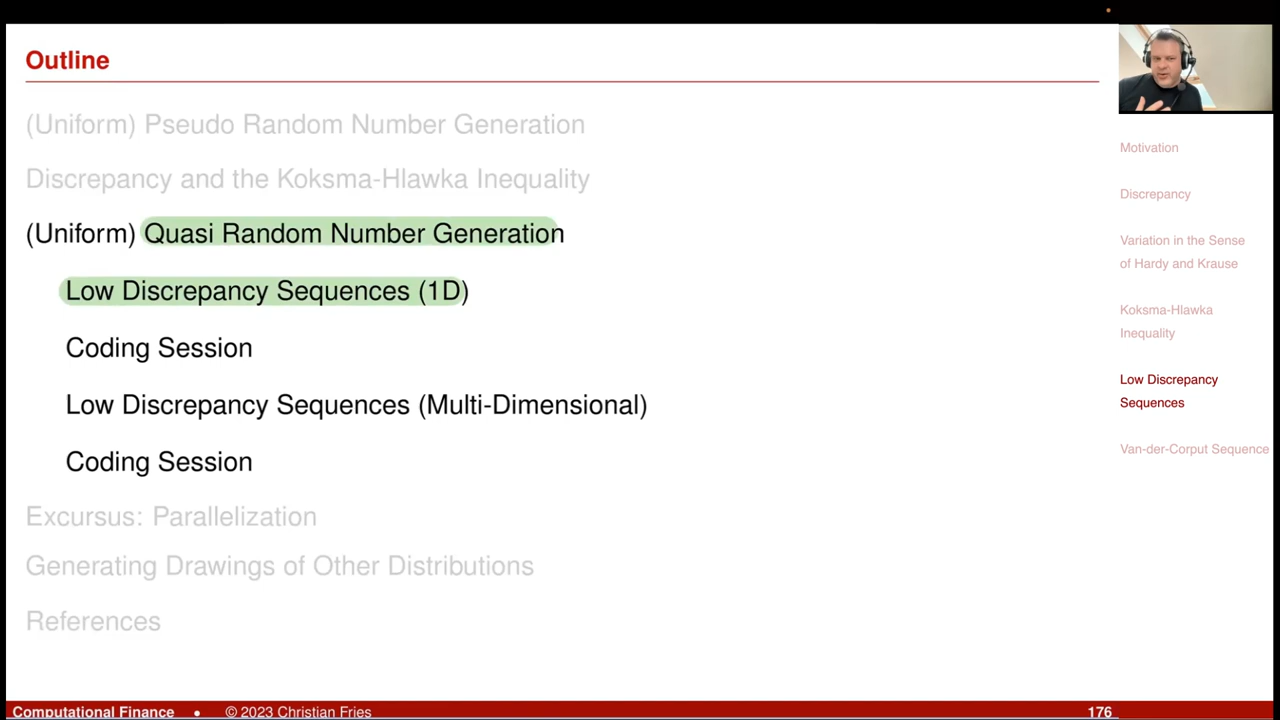 Outline
(Uniform) Pseudo Random Number Generation
Discrepancy and the Koksma-Hlawka Inequality
(Uniform) Quasi Random Number Generation
Low Discrepancy Sequences (1D)
Coding Session
Low Discrepancy Sequences (Multi-Dimensional)
Coding Session
Excursus: Parallelization
Generating Drawings of Other Distributions
References
Motivation
Discrepancy
Variation in the Sense
of Hardy and Krause
Koksma-Hlawka
Inequality
Low Discrepancy
Sequences
Van-der-Corput Sequence
Computational Finance • © 2023 Christian Fries 176